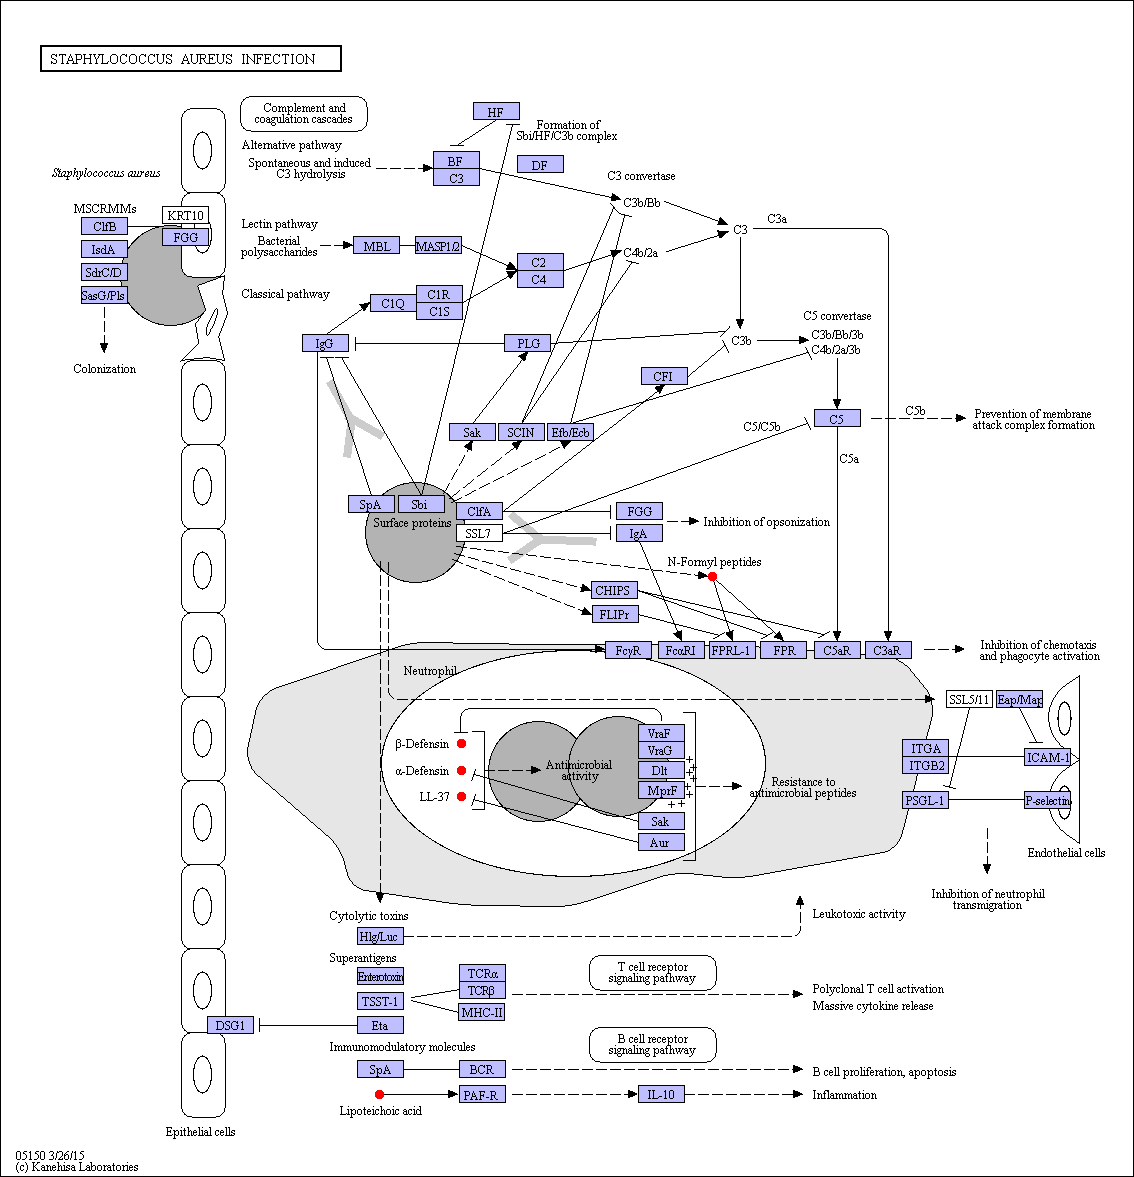 STAPHYLOCOCCUS AUREUS INFECTION
Complement and
coagulation cascades
HF
Formation of
Sbi/HF/C3b complex
Alternative pathway
Spontaneous and induced
C3 hydrolysis
BF
C3
DF
Staphylococcus aureus
C3 convertase
C3b/Bb
MSCRMMs
KRT10
ClfB
FGG
IsdA
SdrC/D
SasG/Pls
Colonization
Lectin pathway
Bacterial
polysaccharides
MBL
MASP1/2
C2
C4
C4b/2a
C3
C3a
Classical pathway
C1Q
C1R
C1S
IgG
PLG
C3b
C5 convertase
C3b/Bb/3b
C4b/2a/3b
CFI
Sak
SCIN
Efb/Ecb
C5/C5b
C5
C5b
Prevention of membrane
attack complex formation
C5a
SpA
Sbi
ClfA
FGG
Surface proteins
SSL7
IgA
Inhibition of opsonization
N-Formyl peptides
CHIPS
FLIPr
FcγR
FcαRI
FPRL-1
FPR
C5aR
C3aR
Inhibition of chemotaxis
and phagocyte activation
Neutrophil
SSL5/11
Eap/Map
β-Defensin
α-Defensin
LL-37
Antimicrobial
activity
VraF
VraG
Dlt
MprF
+
+
+
+
+
+ +
Sak
Aur
Resistance to
antimicrobial peptides
ITGA
ITGB2
ICAM-1
PSGL-1
P-selectin
Endothelial cells
Inhibition of neutrophil
transmigration
Cytolytic toxins
Hlg/Luc
Leukotoxic activity
Superantigens
Enterotoxin
TSST-1
TCRα
TCRβ
MHC-II
T cell receptor
signaling pathway
Polyclonal T cell activation
Massive cytokine release
DSG1
Eta
Immunomodulatory molecules
B cell receptor
signaling pathway
SpA
BCR
B cell proliferation, apoptosis
PAF-R
IL-10
Inflammation
Lipoteichoic acid
Epithelial cells
05150 3/26/15
(c) Kanehisa Laboratories